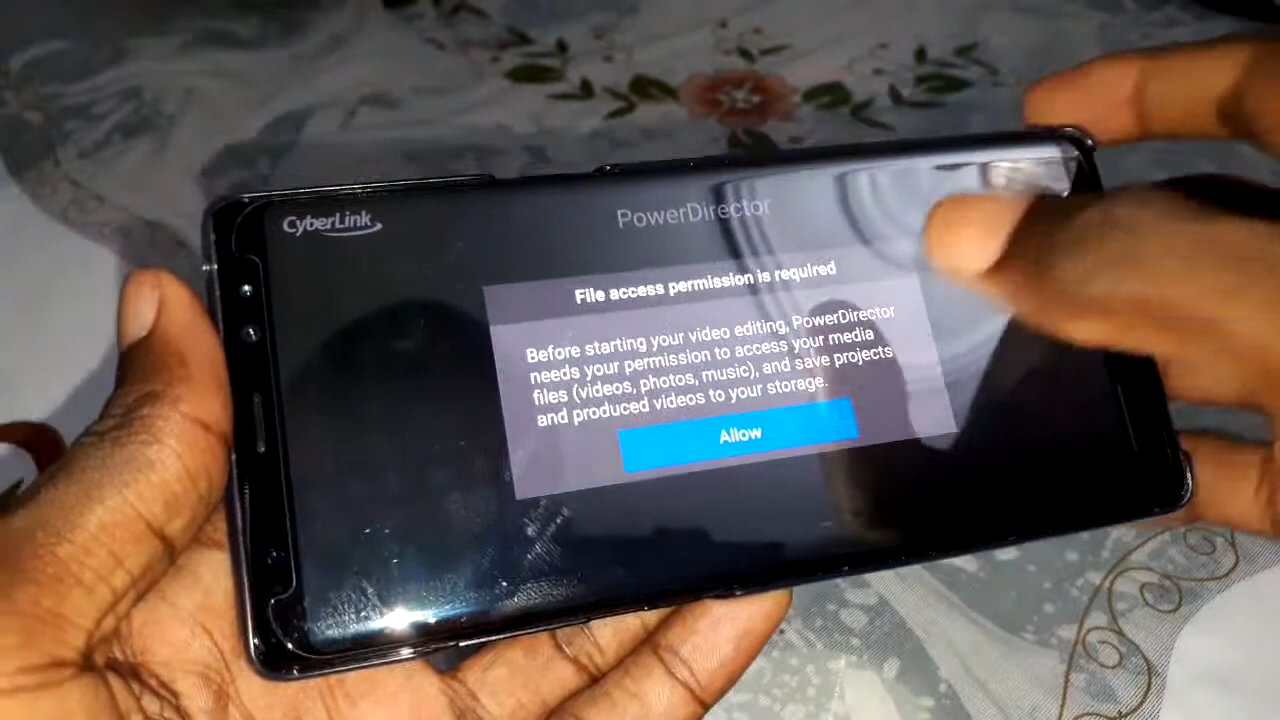 CyberLink
PowerDirector
File access permission is required
Before starting your video editing, PowerDirector
needs your permission to access your media
files (videos, photos, music), and save projects
and produced videos to your storage.
Allow